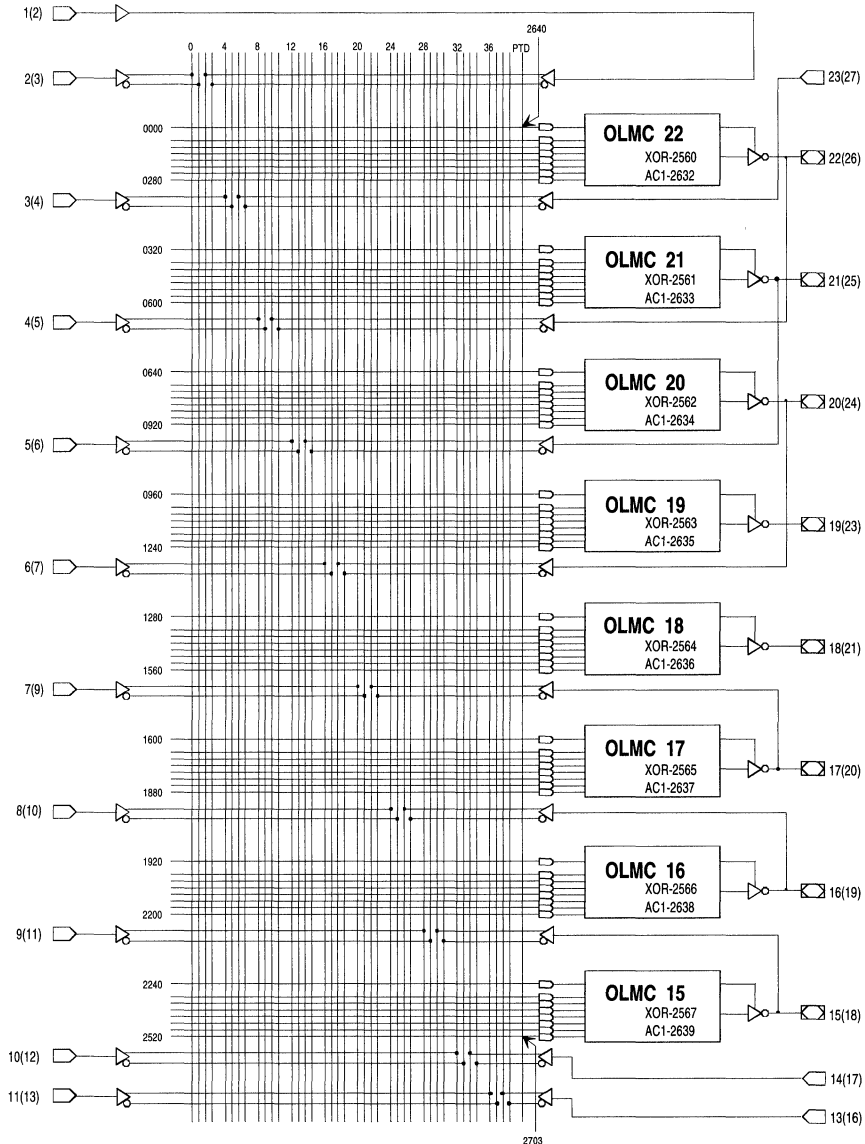 1(2)
2640
0 4 8 12 16 20 24 28 32 36 PTD
2(3)
23(27)
0000
OLMC 22
XOR-2560
22(26)
AC1-2632
0280
3(4)
0320
OLMC 21
XOR-2561
21(25)
AC1-2633
0600
4(5)
0640
OLMC 20
XOR-2562
20(24)
AC1-2634
0920
5(6)
0960
OLMC 19
XOR-2563
19(23)
AC1-2635
1240
6(7)
1280
OLMC 18
XOR-2564
18(21)
AC1-2636
1560
7(9)
1600
OLMC 17
XOR-2565
17(20)
AC1-2637
1880
8(10)
1920
OLMC 16
XOR-2566
16(19)
AC1-2638
2200
9(11)
2240
OLMC 15
XOR-2567
15(18)
AC1-2639
2520
10(12)
14(17)
11(13)
13(16)
2703